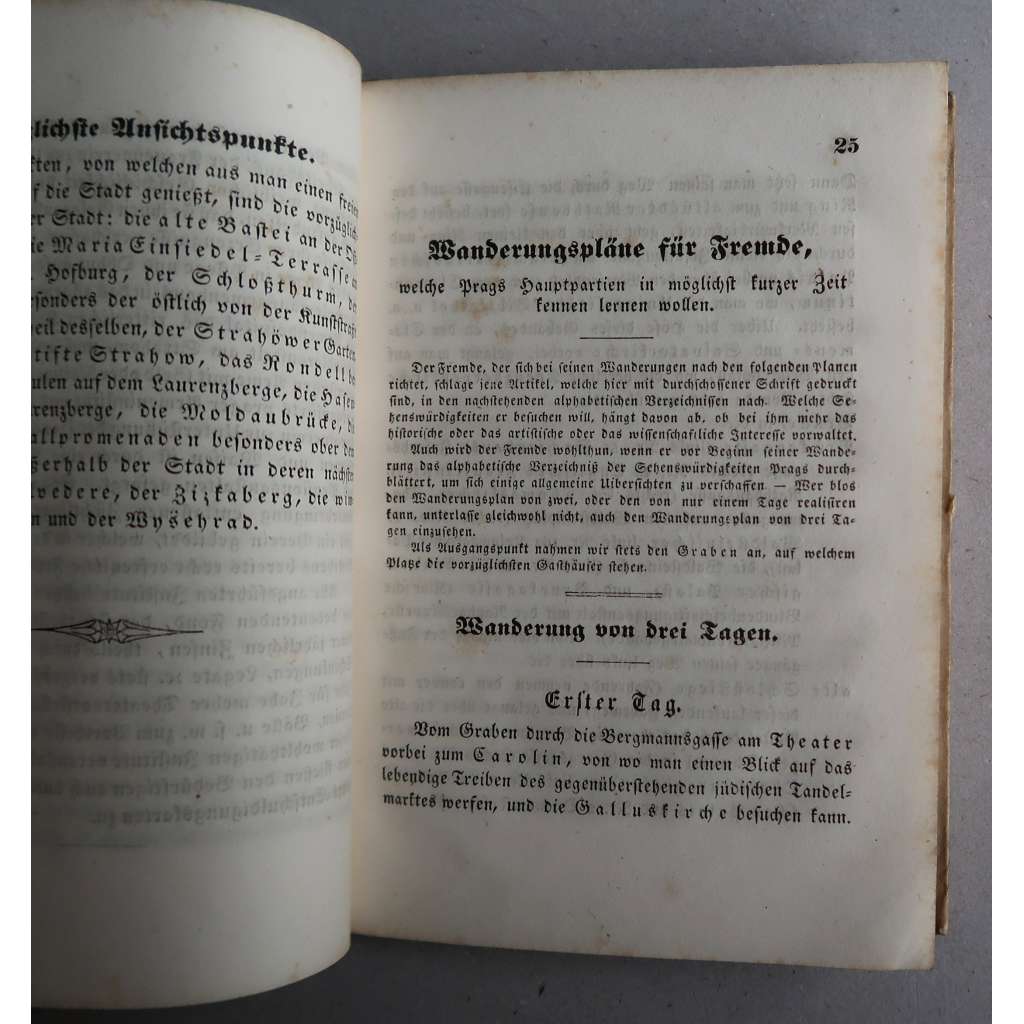 lichste Ansichtspunkte.
kten, von welchen aus man einen freien
f die Stadt genießt, sind die vorzüglich
er Stadt: die alte Bastei an der
ie Maria Einsiedel-Terrasse
Hofburg, der Schloßthurm,
esonders der östlich von der Kunststraß
eil desselben, der Strahower Garten
tifte Strahow, das Rondell
ulen auf dem Laurenzberge, die Hasen
urenzberge, die Moldaubrücke,
allpromenaden besonders ober den
ßerhalb der Stadt in deren nächste
vedere, der Zizkaberg, die
n und der Wyšehrad.
25
Wanderungspläne für Fremde,
welche Prags Hauptpartien in möglichst kurzer Zeit
kennen lernen wollen.
Der Fremde, der sich bei seinen Wanderungen nach den folgenden Planen
richtet, schlage jene Artikel, welche hier mit durchschossener Schrift gedruckt
sind, in den nachstehenden alphabetischen Verzeichnissen nach. Welche Se-
henswürdigkeiten er besuchen will, hängt davon ab, ob bei ihm mehr das
historische oder das artistische oder das wissenschaftliche Interesse vorwaltet.
Auch wird der Fremde wohlthun, wenn er vor Beginn seiner Wande-
rung das alphabetische Verzeichniß der Sehenswürdigkeiten Prags durch-
blättert, um sich einige allgemeine Uibersichten zu verschaffen — Wer blos
den Wanderungsplan von zwei, oder den von nur einem Tage realisiren
kann, unterlasse gleichwohl nicht, auch den Wanderungsplan von drei Ta-
gen einzusehen.
Als Ausgangspunkt nahmen wir stets den Graben an, auf welchem
Platze die vorzüglichsten Gasthäuser stehen.
Wanderung von drei Tagen.
Erster Tag.
Vom Graben durch die Bergmannsgasse am Theater
vorbei zum Carolin, von wo man einen Blick auf das
lebendige Treiben des gegenüberstehenden jüdischen Tandel-
marktes werfen, und die Galluskirche besuchen kann.